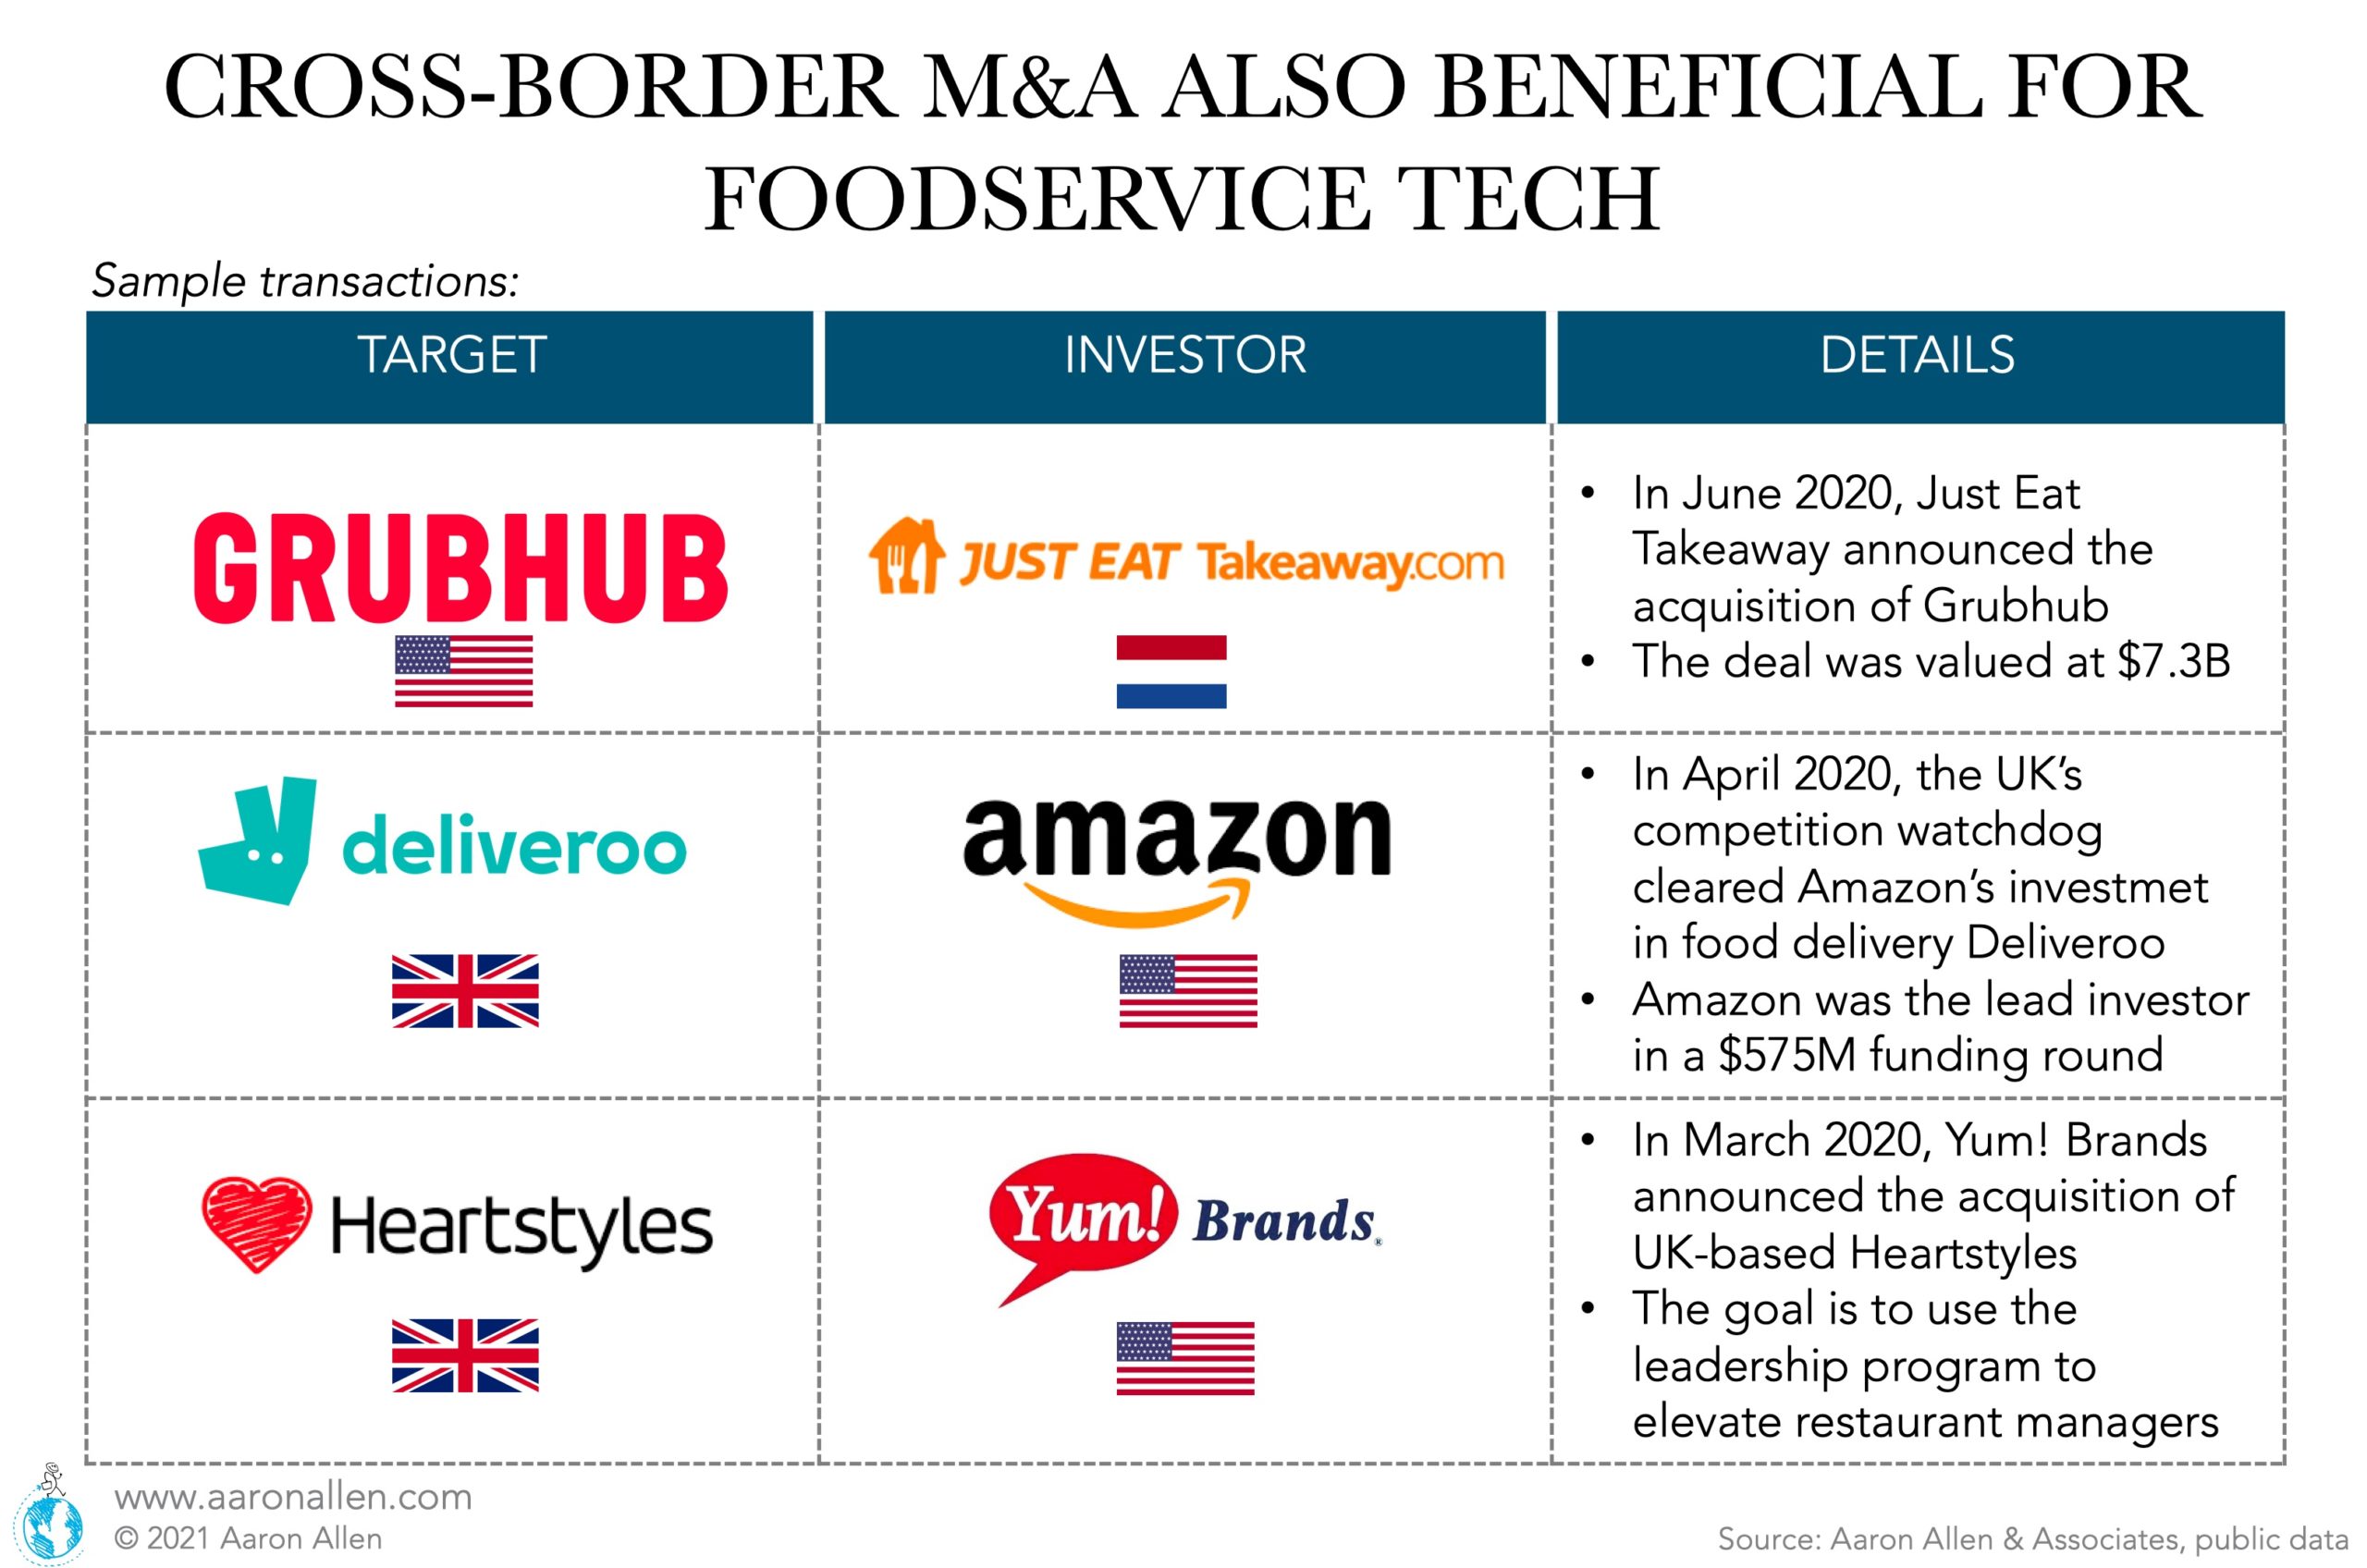 CROSS-BORDER M&A ALSO BENEFICIAL FOR
FOODSERVICE TECH
Sample transactions:
TARGET
INVESTOR
DETAILS
GRUBHUB
JUST EAT Takeaway.com
• In June 2020, Just Eat
Takeaway announced the
acquisition of Grubhub
• The deal was valued at $7.3B
deliveroo
amazon
• In April 2020, the UK’s
competition watchdog
cleared Amazon’s investmet
in food delivery Deliveroo
• Amazon was the lead investor
in a $575M funding round
Heartstyles
Yum! Brands®
• In March 2020, Yum! Brands
announced the acquisition of
UK-based Heartstyles
• The goal is to use the
leadership program to
elevate restaurant managers
www.aaronallen.com
© 2021 Aaron Allen
Source: Aaron Allen & Associates, public data